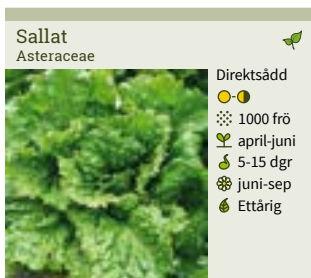 Sallat
Asteraceae
Direktsådd
-
1000 frö
april-juni
5-15 dgr
juni-sep
Ettårig